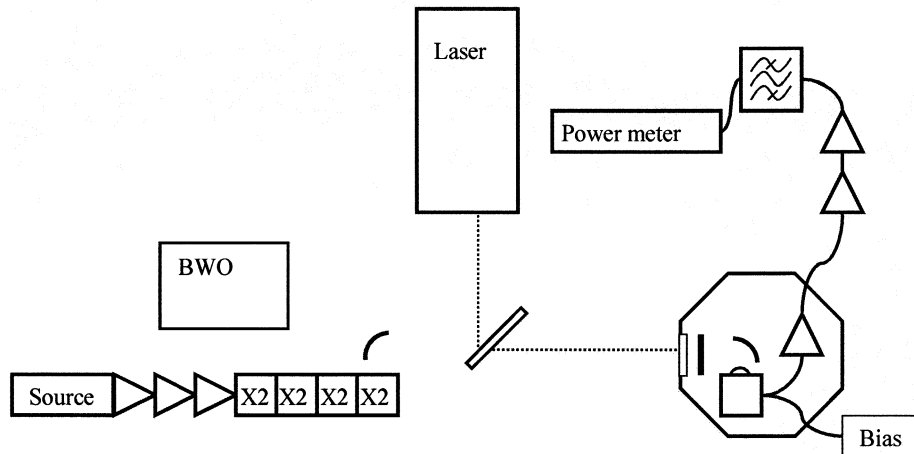 Laser
Power meter
BWO
Source
X2
X2
X2
X2
Bias